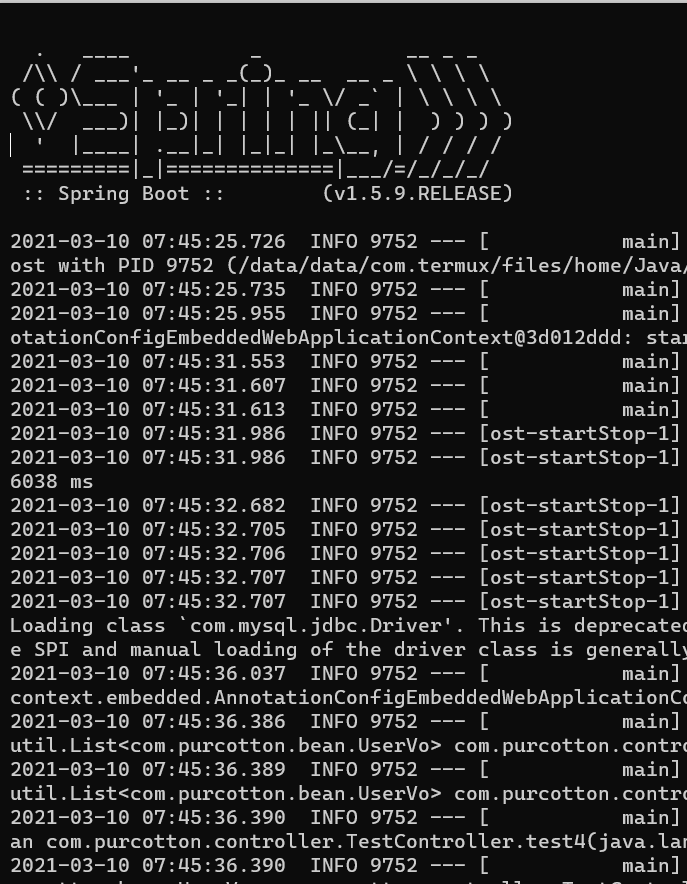 .   ____          _            __ _ _
 /\\ / ___'_ __ _ _(_)_ __  __ _ \ \ \ \
( ( )\___ | '_ | '_| | '_ \/ _` | \ \ \ \
 \\/  ___)| |_)| | | | | || (_| |  ) ) ) )
  '  |____| .__|_| |_|_| |_\__, | / / / /
 =========|_|==============|___/=/_/_/_/
 :: Spring Boot ::        (v1.5.9.RELEASE)
2021-03-10 07:45:25.726  INFO 9752 --- [           main]
ost with PID 9752 (/data/data/com.termux/files/home/Java/
2021-03-10 07:45:25.735  INFO 9752 --- [           main]
2021-03-10 07:45:25.955  INFO 9752 --- [           main]
otationConfigEmbeddedWebApplicationContext@3d012ddd: star
2021-03-10 07:45:31.553  INFO 9752 --- [           main]
2021-03-10 07:45:31.607  INFO 9752 --- [           main]
2021-03-10 07:45:31.613  INFO 9752 --- [           main]
2021-03-10 07:45:31.986  INFO 9752 --- [ost-startStop-1]
2021-03-10 07:45:31.986  INFO 9752 --- [ost-startStop-1]
6038 ms
2021-03-10 07:45:32.682  INFO 9752 --- [ost-startStop-1]
2021-03-10 07:45:32.705  INFO 9752 --- [ost-startStop-1]
2021-03-10 07:45:32.706  INFO 9752 --- [ost-startStop-1]
2021-03-10 07:45:32.707  INFO 9752 --- [ost-startStop-1]
2021-03-10 07:45:32.707  INFO 9752 --- [ost-startStop-1]
Loading class `com.mysql.jdbc.Driver'. This is deprecated
e SPI and manual loading of the driver class is generally
2021-03-10 07:45:36.037  INFO 9752 --- [           main]
context.embedded.AnnotationConfigEmbeddedWebApplicationCo
2021-03-10 07:45:36.386  INFO 9752 --- [           main]
util.List<com.purcotton.bean.UserVo> com.purcotton.contro
2021-03-10 07:45:36.389  INFO 9752 --- [           main]
util.List<com.purcotton.bean.UserVo> com.purcotton.contro
2021-03-10 07:45:36.390  INFO 9752 --- [           main]
an com.purcotton.controller.TestController.test4(java.lan
2021-03-10 07:45:36.390  INFO 9752 --- [           main]